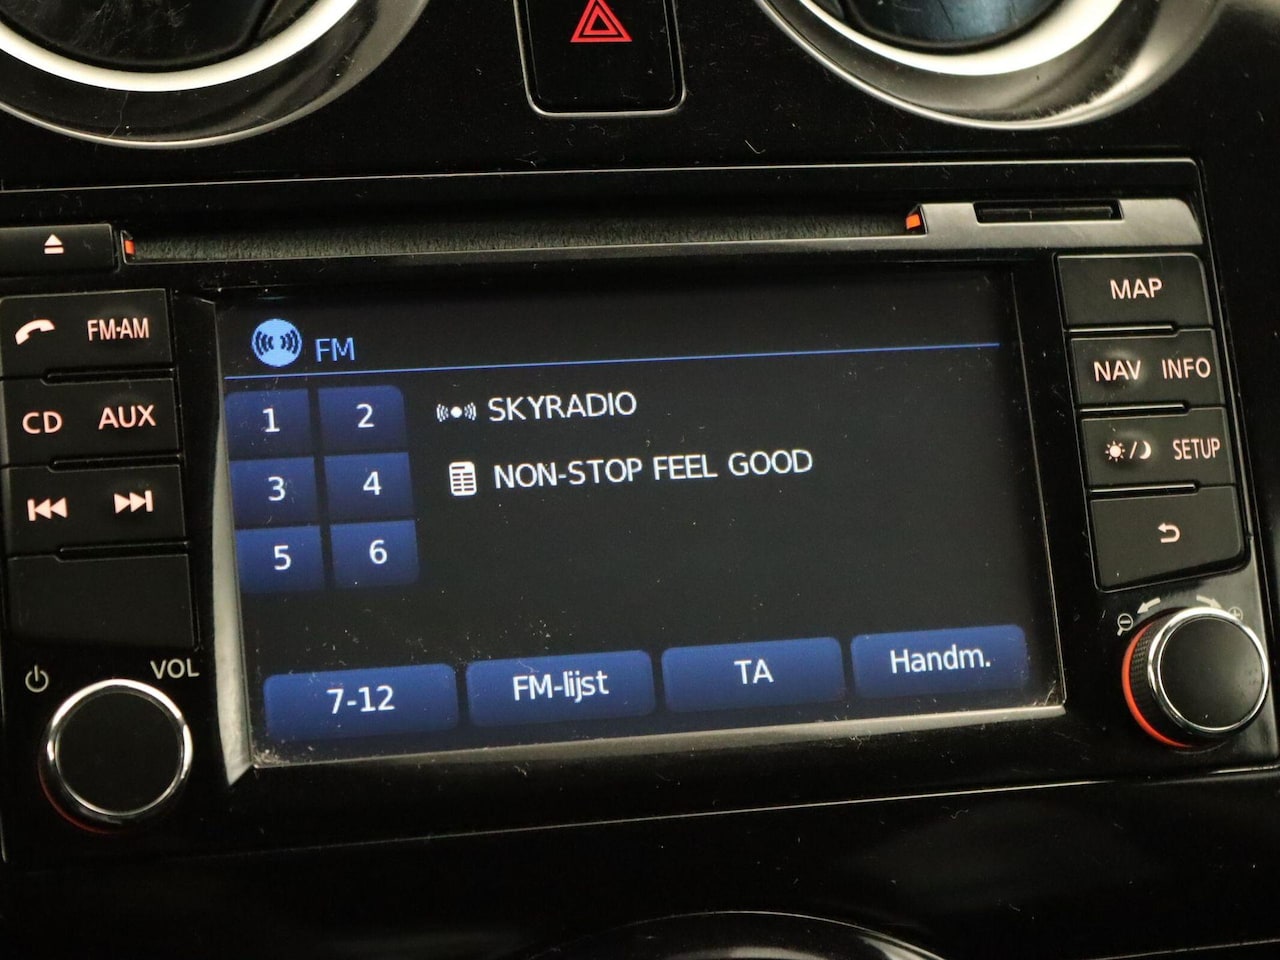 MAP
FM·AM
FM
NAV INFO
CD AUX
1 2
SKYRADIO
SETUP
3 4
NON-STOP FEEL GOOD
5 6
VOL
7-12
FM-lijst
TA
Handm.